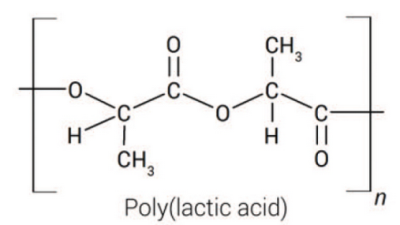 O CH₃
O C C
C O C
H H
CH₃ O
n
Poly(lactic acid)